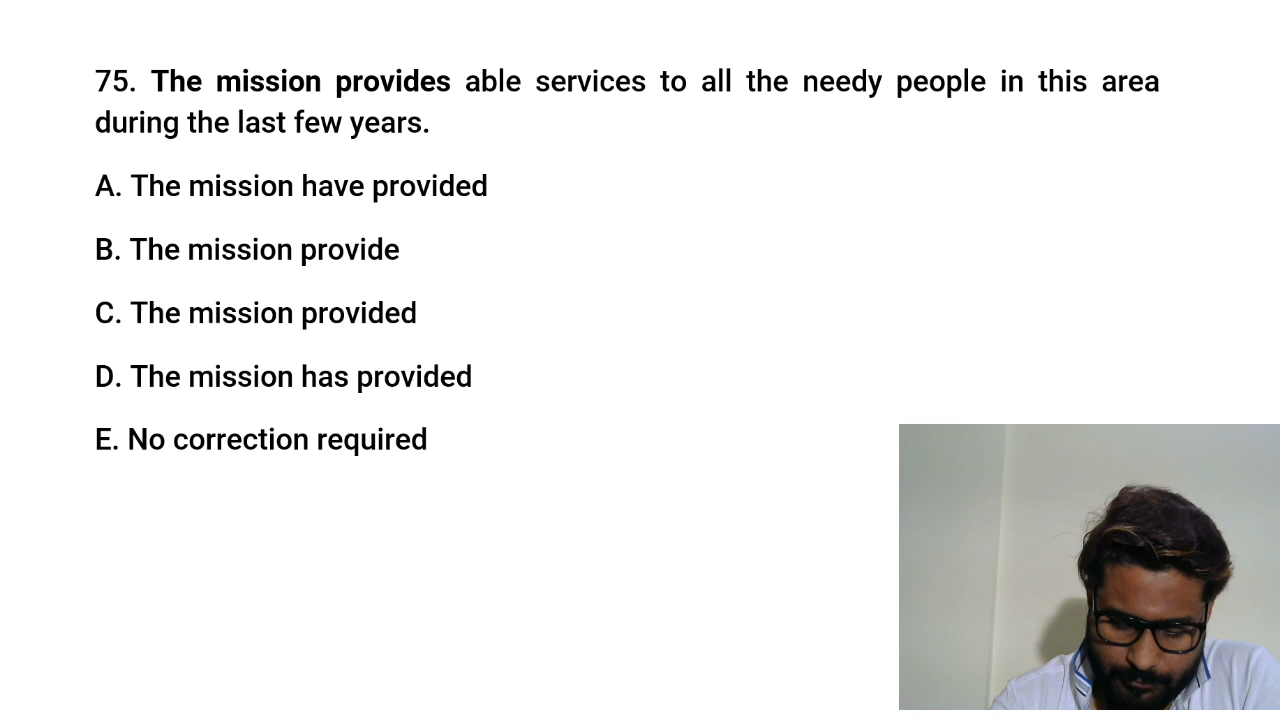 75. The mission provides able services to all the needy people in this area
during the last few years.
A. The mission have provided
B. The mission provide
C. The mission provided
D. The mission has provided
E. No correction required